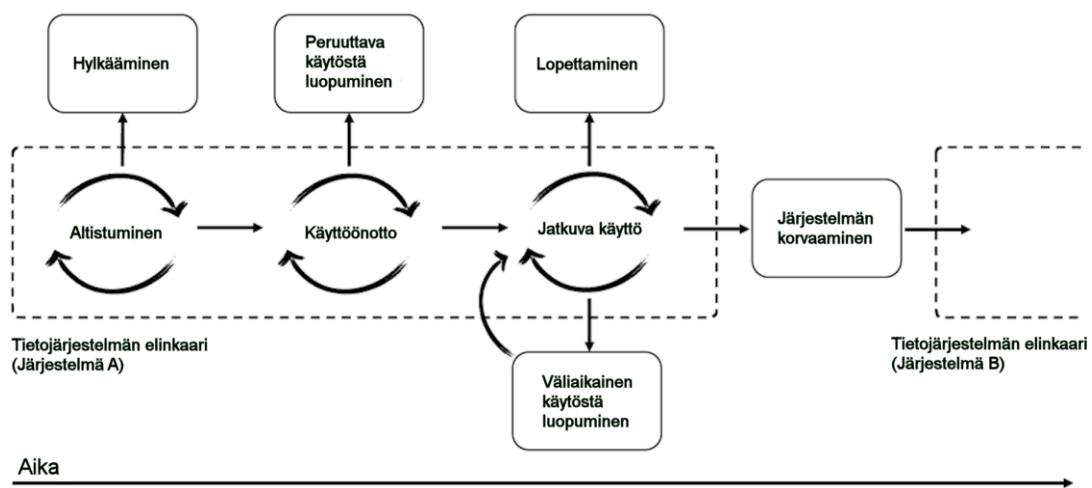 Hylkääminen
Peruuttava
käytöstä
luopuminen
Lopettaminen
Altistuminen
Käyttöönotto
Jatkuva käyttö
Järjestelmän
korvaaminen
Tietojärjestelmän elinkaari
(Järjestelmä A)
Tietojärjestelmän elinkaari
(Järjestelmä B)
Väliaikainen
käytöstä
luopuminen
Aika